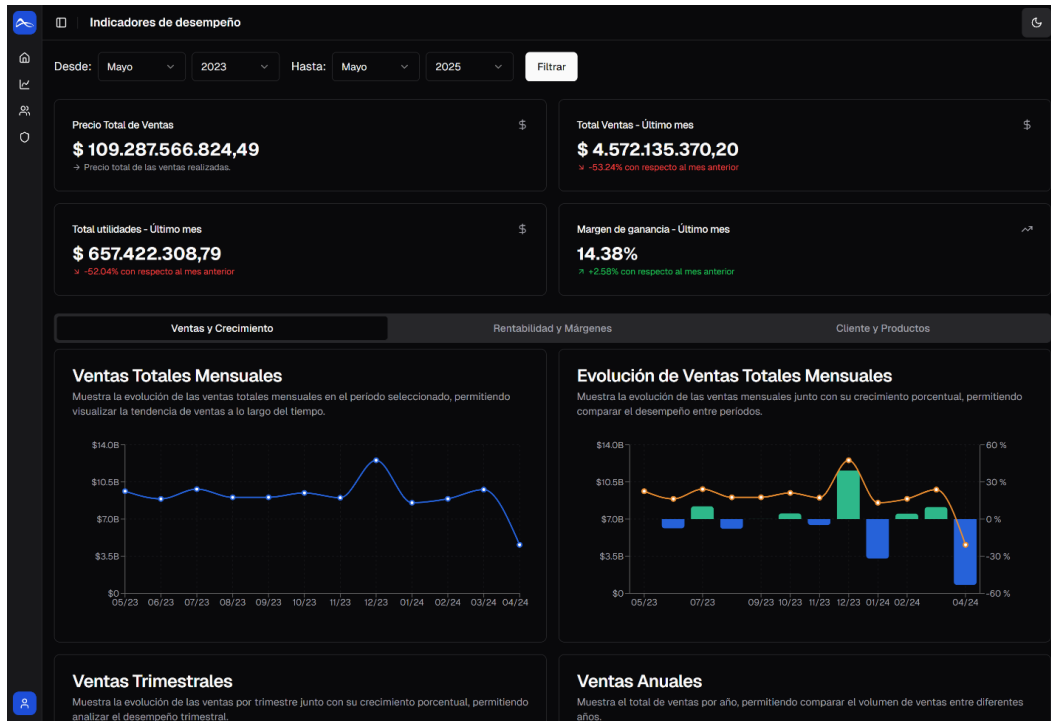 Indicadores de desempeño
Desde: Mayo 2023 Hasta: Mayo 2025 Filtrar
Precio Total de Ventas $
$ 109.287.566.824,49
→ Precio total de las ventas realizadas.
Total Ventas - Último mes $
$ 4.572.135.370,20
↘ -53.24% con respecto al mes anterior
Total utilidades - Último mes $
$ 657.422.308,79
↘ -52.04% con respecto al mes anterior
Margen de ganancia - Último mes
14.38%
↗ +2.58% con respecto al mes anterior
Ventas y Crecimiento Rentabilidad y Márgenes Cliente y Productos
Ventas Totales Mensuales
Muestra la evolución de las ventas totales mensuales en el periodo seleccionado, permitiendo
visualizar la tendencia de ventas a lo largo del tiempo.
$14.0B
$10.5B
$7.0B
$3.5B
$0
05/23 06/23 07/23 08/23 09/23 10/23 11/23 12/23 01/24 02/24 03/24 04/24
Evolución de Ventas Totales Mensuales
Muestra la evolución de las ventas mensuales junto con su crecimiento porcentual, permitiendo
comparar el desempeño entre periodos.
$14.0B 60 %
$10.5B 30 %
$7.0B 0 %
$3.5B -30 %
$0 -60 %
05/23 07/23 09/23 10/23 11/23 12/23 01/24 02/24 04/24
Ventas Trimestrales
Muestra la evolución de las ventas por trimestre junto con su crecimiento porcentual, permitiendo
analizar el desempeño trimestral.
Ventas Anuales
Muestra el total de ventas por año, permitiendo comparar el volumen de ventas entre diferentes
años.